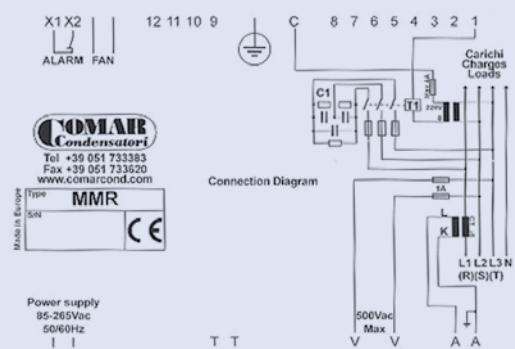 X1 X2
12 11 10 9
C 8 7 6 5 4 3 2 1
ALARM FAN
Carichi
Charges
Loads
C1
T1
220V
0
COMAR
Condensatori
Tel +39 051 733383
Fax +39 051 733620
www.comarcond.com
Made in Europe
Type MMR
S/N
CE
Connection Diagram
1A
L
K
L1 L2 L3 N
(R)(S)(T)
Power supply
85-265Vac
50/60Hz
500Vac
Max
T T V V A A